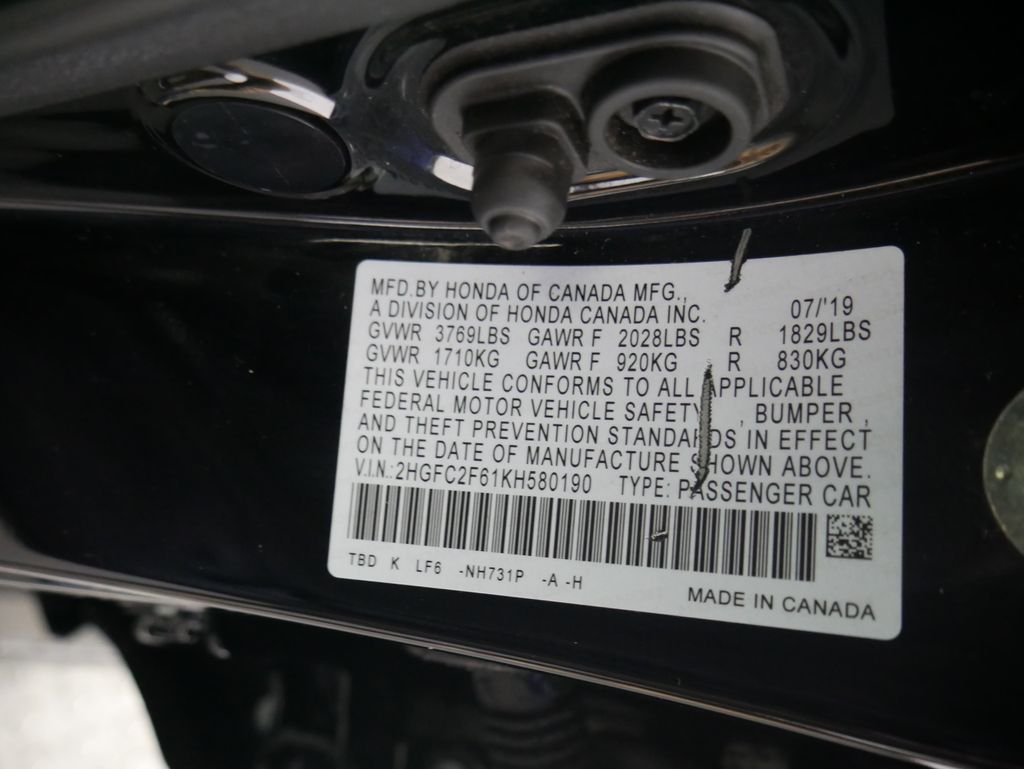 MFD.BY HONDA OF CANADA MFG.,
A DIVISION OF HONDA CANADA INC. 07/'19
GVWR 3769LBS GAWR F 2028LBS R 1829LBS
GVWR 1710KG GAWR F 920KG R 830KG
THIS VEHICLE CONFORMS TO ALL APPLICABLE
FEDERAL MOTOR VEHICLE SAFETY , BUMPER ,
AND THEFT PREVENTION STANDARDS IN EFFECT
ON THE DATE OF MANUFACTURE SHOWN ABOVE.
V.I.N.:2HGFC2F61KH580190 TYPE: PASSENGER CAR
TBD K LF6 -NH731P -A -H
MADE IN CANADA